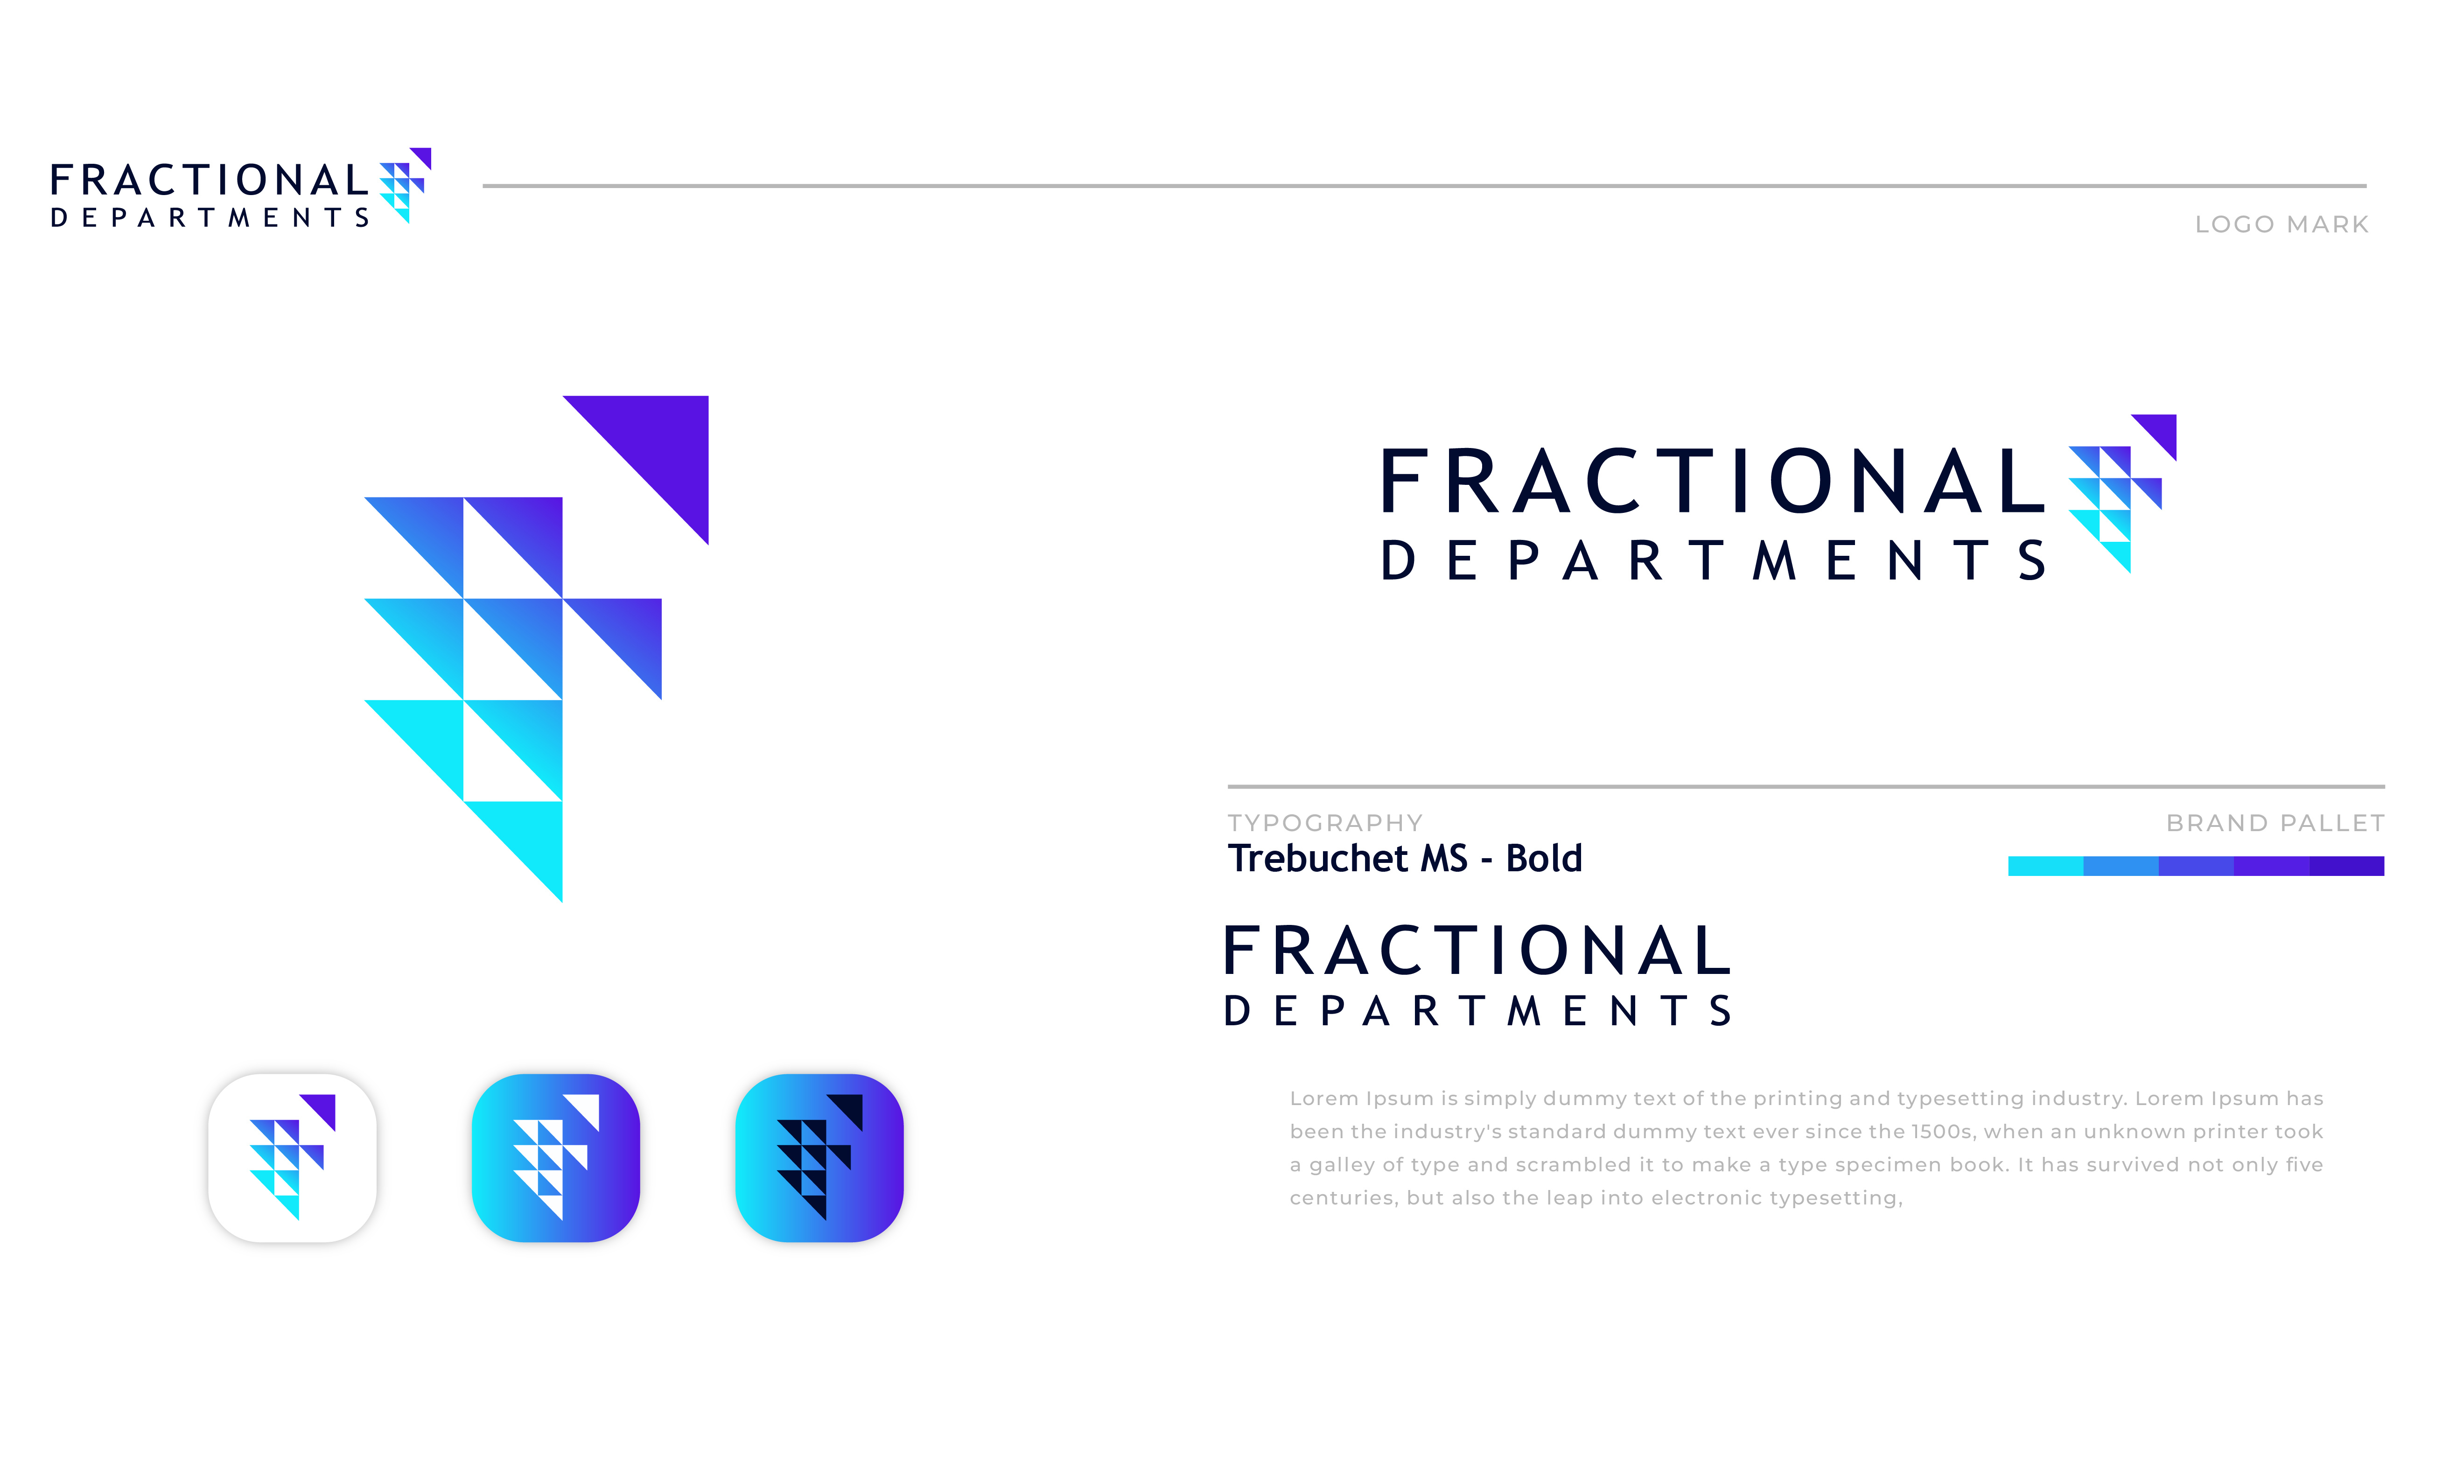 FRACTIONAL
DEPARTMENTS
LOGO MARK
FRACTIONAL
DEPARTMENTS
TYPOGRAPHY
BRAND PALLET
Trebuchet MS - Bold
FRACTIONAL
DEPARTMENTS
Lorem Ipsum is simply dummy text of the printing and typesetting industry. Lorem Ipsum has
been the industry's standard dummy text ever since the 1500s, when an unknown printer took
a galley of type and scrambled it to make a type specimen book. It has survived not only five
centuries, but also the leap into electronic typesetting,